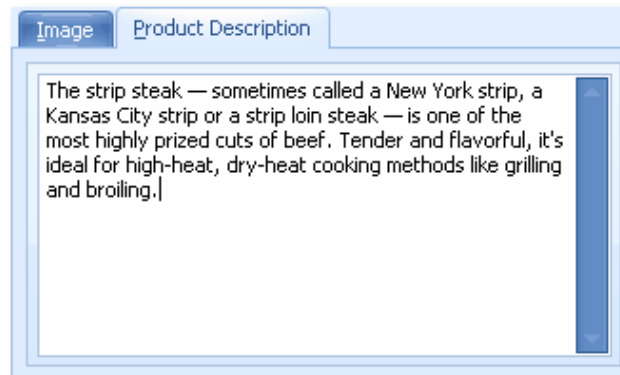 Image
Product Description
The strip steak — sometimes called a New York strip, a
Kansas City strip or a strip loin steak — is one of the
most highly prized cuts of beef. Tender and flavorful, it's
ideal for high-heat, dry-heat cooking methods like grilling
and broiling.